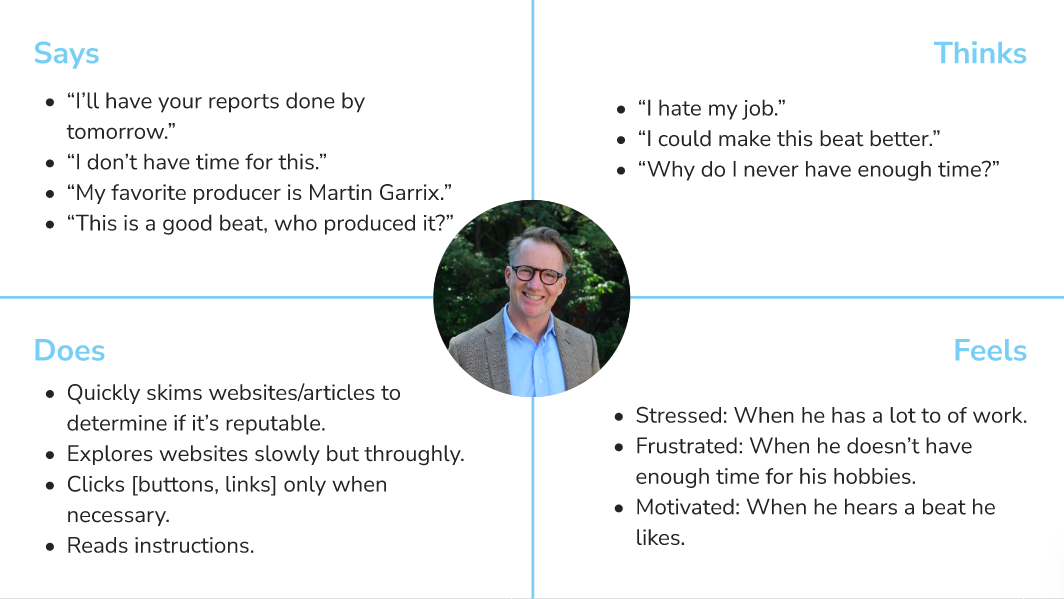 Says
• “I’ll have your reports done by
tomorrow.”
• “I don’t have time for this.”
• “My favorite producer is Martin Garrix.”
• “This is a good beat, who produced it?”
Thinks
• “I hate my job.”
• “I could make this beat better.”
• “Why do I never have enough time?”
Does
• Quickly skims websites/articles to
determine if it’s reputable.
• Explores websites slowly but throughly.
• Clicks [buttons, links] only when
necessary.
• Reads instructions.
Feels
• Stressed: When he has a lot to of work.
• Frustrated: When he doesn’t have
enough time for his hobbies.
• Motivated: When he hears a beat he
likes.